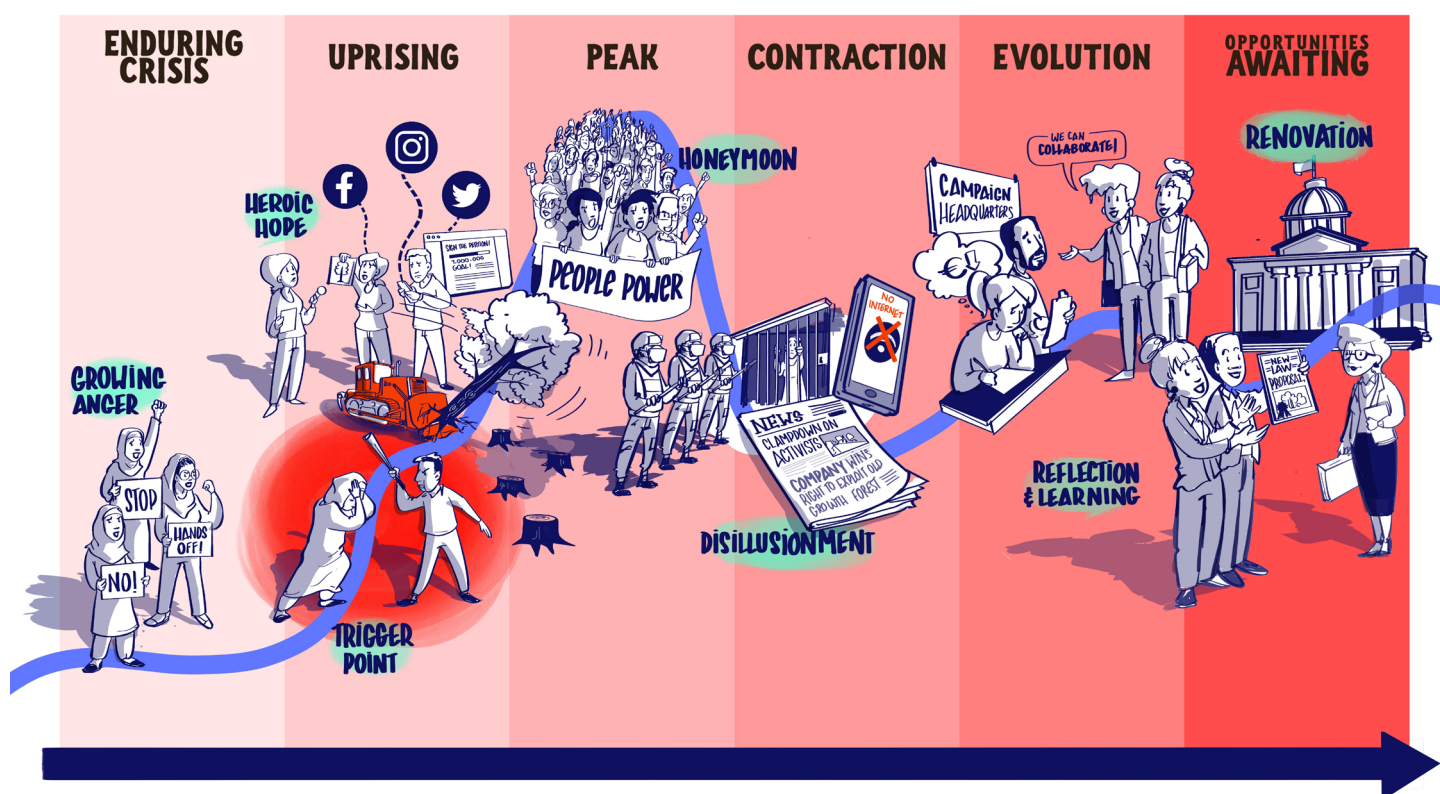 ENDURING
CRISIS
UPRISING
PEAK
CONTRACTION
EVOLUTION
OPPORTUNITIES
AWAITING
GROWING
ANGER
STOP
HANDS
OFF!
NO!
HEROIC
HOPE
SIGN THE PETITION!
1,000,000
GOAL!
TRIGGER
POINT
PEOPLE POWER
HONEYMOON
NO
INTERNET
NEWS
CLAMPDOWN ON
ACTIVISTS
COMPANY WINS
RIGHT TO EXPLOIT OLD
GROWTH FOREST
DISILLUSIONMENT
CAMPAIGN
HEADQUARTERS
WE CAN
COLLABORATE!
REFLECTION
& LEARNING
RENOVATION
NEW
LAW
PROPOSAL